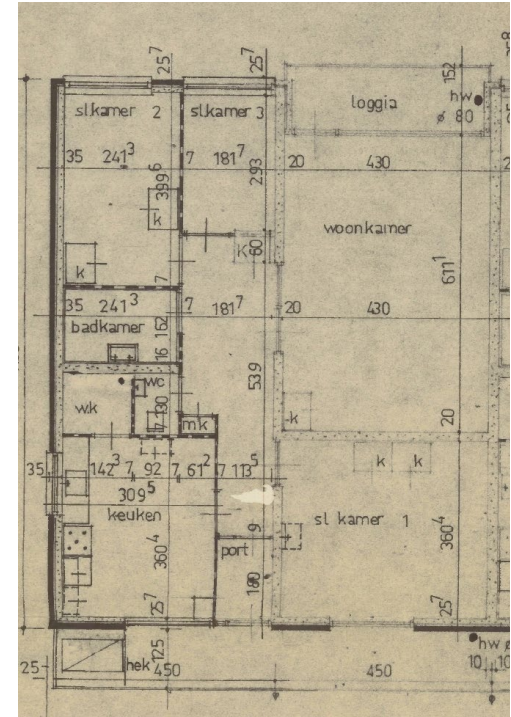 25⁷
152
slkamer 2
slkamer 3
loggia
hw
ø 80
35 241³ 7 181⁷ 20 430
399⁶
293
k
woonkamer
k
60
k
7
611¹
35 241³ 7 181⁷ 20 430
badkamer
162
16
539
wc
w.k
130
7
mk
k
20
35 142³ 7 92 7 61² 7 113⁵
k k
309⁵
keuken
sl kamer 1
360⁴
9
port
360⁴
180
25⁷
25⁷
hw ø
10 10
25
hek
125
450
450